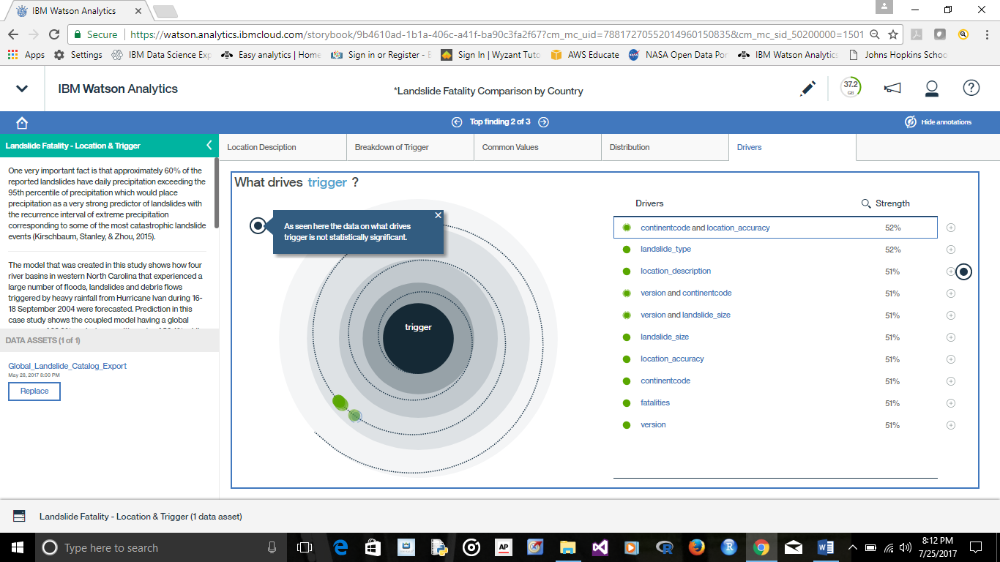 IBM Watson Analytics
Secure
https://watson.analytics.ibmcloud.com/storybook/9b4610ad-1b1a-406c-a41f-ba90c3fa2f67?cm_mc_uid=78817270552014960150835&cm_mc_sid_50200000=1501
Apps
Settings
IBM Data Science Exp
Easy analytics | Home
Sign in or Register -
Sign In | Wyzant Tuto
AWS Educate
NASA Open Data Por
IBM Watson Analytic
Johns Hopkins Schoo
IBM Watson Analytics
*Landslide Fatality Comparison by Country
37.2
GB
Top finding 2 of 3
Hide annotations
Landslide Fatality - Location & Trigger
Location Desciption
Breakdown of Trigger
Common Values
Distribution
Drivers
One very important fact is that approximately 60% of the
reported landslides have daily precipitation exceeding the
95th percentile of precipitation which would place
precipitation as a very strong predictor of landslides with
the recurrence interval of extreme precipitation
corresponding to some of the most catastrophic landslide
events (Kirschbaum, Stanley, & Zhou, 2015).
The model that was created in this study shows how four
river basins in western North Carolina that experienced a
large number of floods, landslides and debris flows
triggered by heavy rainfall from Hurricane Ivan during 16-
18 September 2004 were forecasted. Prediction in this
case study shows the coupled model having a global
DATA ASSETS (1 of 1)
Global_Landslide_Catalog_Export
May 28, 2017 8:00 PM
Replace
What drives trigger ?
As seen here the data on what drives
trigger is not statistically significant.
trigger
Drivers
Strength
continentcode and location_accuracy 52%
landslide_type 52%
location_description 51%
version and continentcode 51%
version and landslide_size 51%
landslide_size 51%
location_accuracy 51%
continentcode 51%
fatalities 51%
version 51%
Landslide Fatality - Location & Trigger (1 data asset)
Type here to search
AP
8:12 PM
7/25/2017